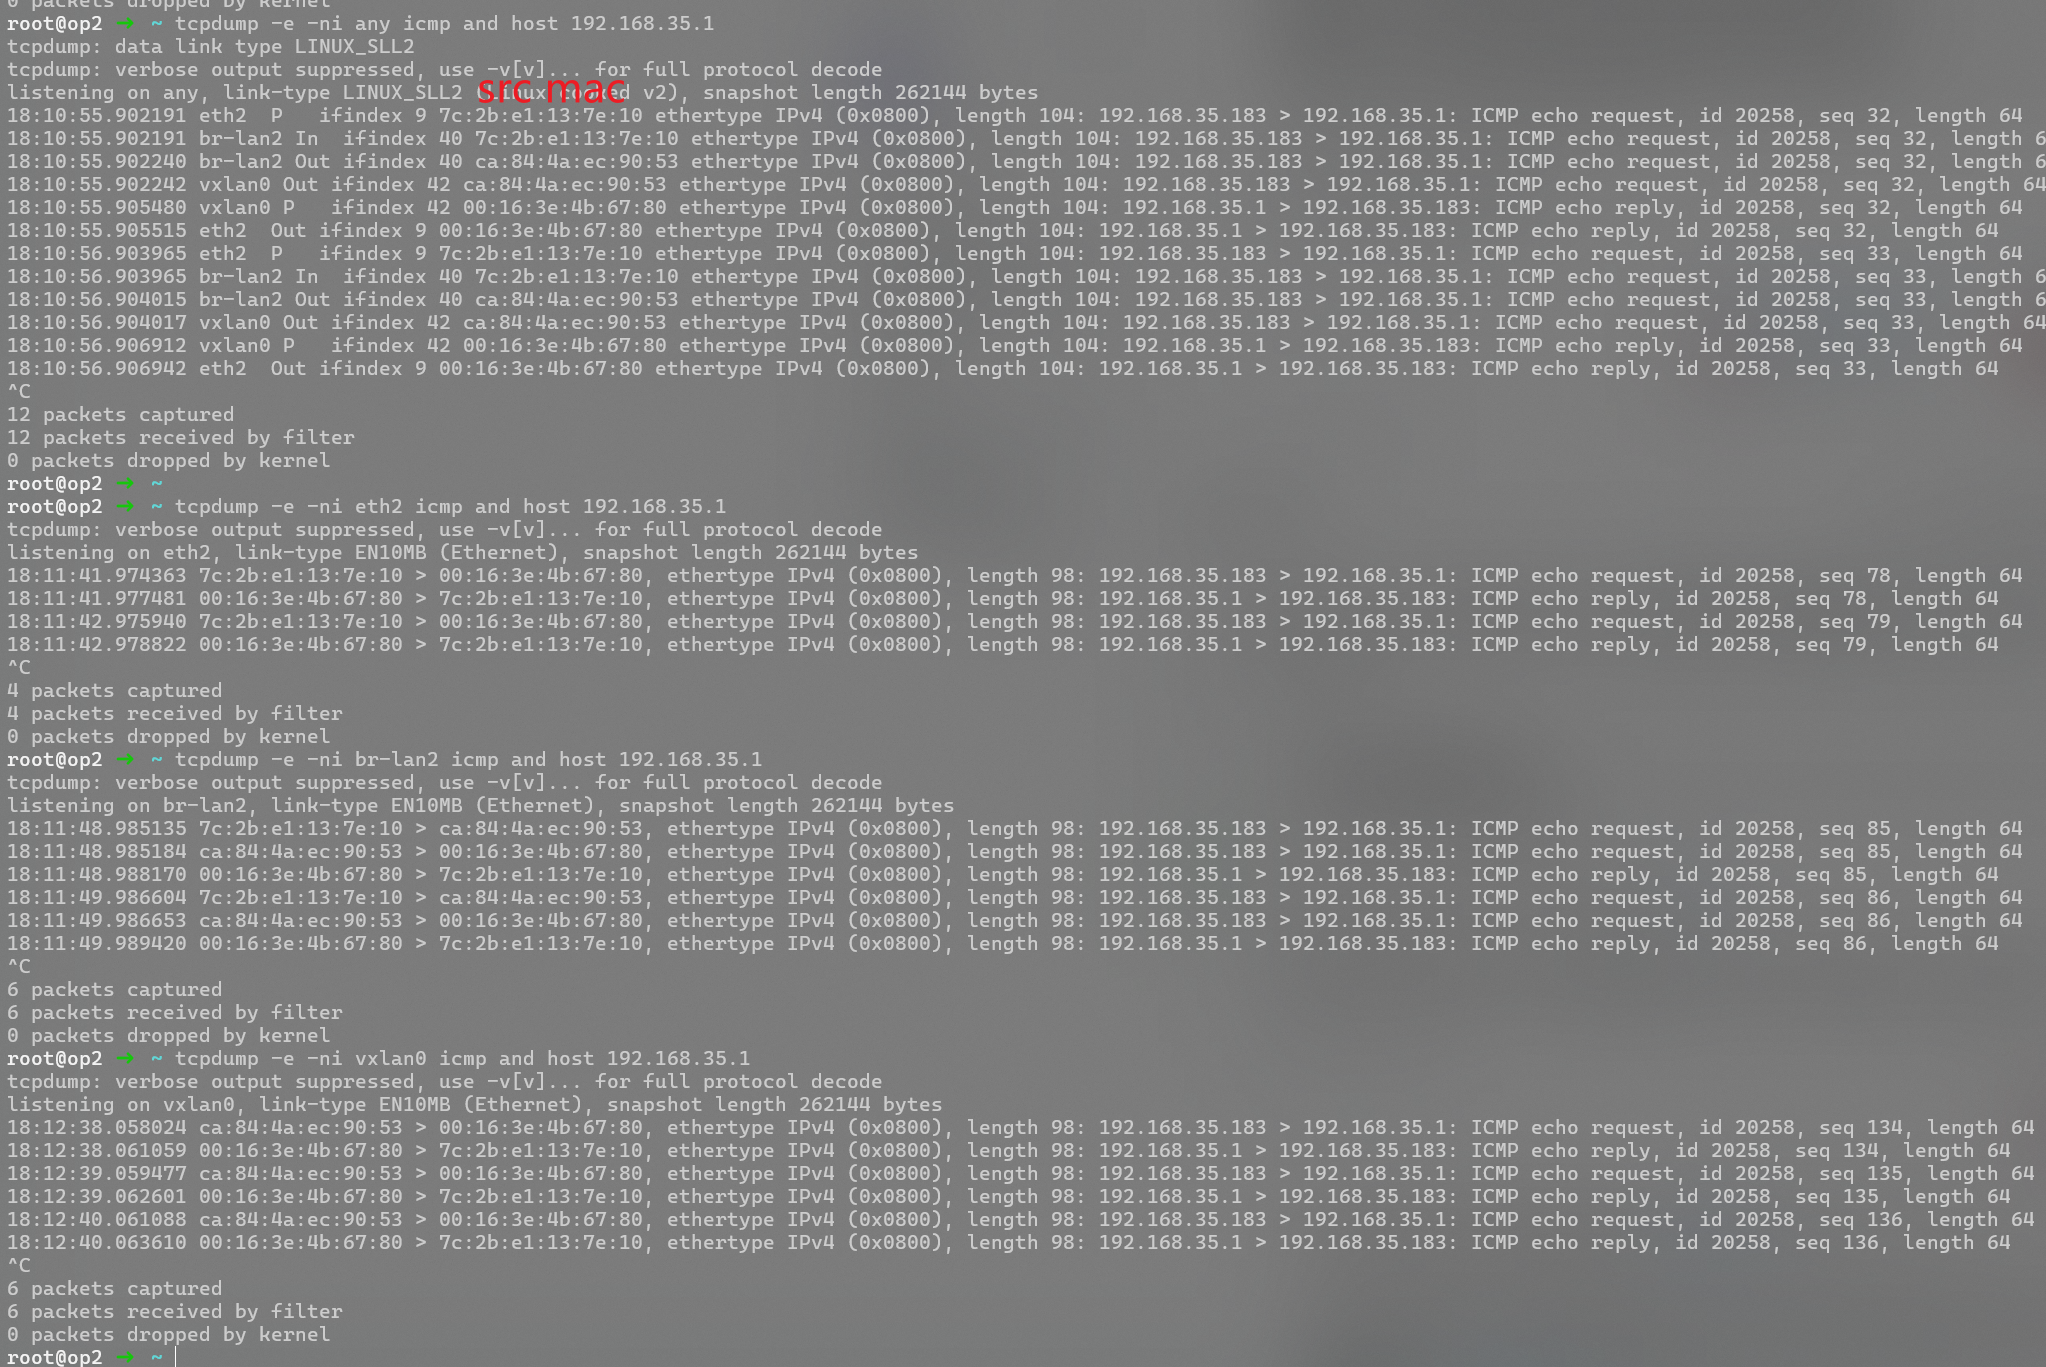 0 packets dropped by kernel
root@op2 → ~ tcpdump -e -ni any icmp and host 192.168.35.1
tcpdump: data link type LINUX_SLL2
tcpdump: verbose output suppressed, use -v[v]... for full protocol decode
src mac
listening on any, link-type LINUX_SLL2 (Linux cooked v2), snapshot length 262144 bytes
18:10:55.902191 eth2  P   ifindex 9 7c:2b:e1:13:7e:10 ethertype IPv4 (0x0800), length 104: 192.168.35.183 > 192.168.35.1: ICMP echo request, id 20258, seq 32, length 64
18:10:55.902191 br-lan2 In  ifindex 40 7c:2b:e1:13:7e:10 ethertype IPv4 (0x0800), length 104: 192.168.35.183 > 192.168.35.1: ICMP echo request, id 20258, seq 32, length 6
18:10:55.902240 br-lan2 Out ifindex 40 ca:84:4a:ec:90:53 ethertype IPv4 (0x0800), length 104: 192.168.35.183 > 192.168.35.1: ICMP echo request, id 20258, seq 32, length 6
18:10:55.902242 vxlan0 Out ifindex 42 ca:84:4a:ec:90:53 ethertype IPv4 (0x0800), length 104: 192.168.35.183 > 192.168.35.1: ICMP echo request, id 20258, seq 32, length 64
18:10:55.905480 vxlan0 P   ifindex 42 00:16:3e:4b:67:80 ethertype IPv4 (0x0800), length 104: 192.168.35.1 > 192.168.35.183: ICMP echo reply, id 20258, seq 32, length 64
18:10:55.905515 eth2  Out ifindex 9 00:16:3e:4b:67:80 ethertype IPv4 (0x0800), length 104: 192.168.35.1 > 192.168.35.183: ICMP echo reply, id 20258, seq 32, length 64
18:10:56.903965 eth2  P   ifindex 9 7c:2b:e1:13:7e:10 ethertype IPv4 (0x0800), length 104: 192.168.35.183 > 192.168.35.1: ICMP echo request, id 20258, seq 33, length 64
18:10:56.903965 br-lan2 In  ifindex 40 7c:2b:e1:13:7e:10 ethertype IPv4 (0x0800), length 104: 192.168.35.183 > 192.168.35.1: ICMP echo request, id 20258, seq 33, length 6
18:10:56.904015 br-lan2 Out ifindex 40 ca:84:4a:ec:90:53 ethertype IPv4 (0x0800), length 104: 192.168.35.183 > 192.168.35.1: ICMP echo request, id 20258, seq 33, length 6
18:10:56.904017 vxlan0 Out ifindex 42 ca:84:4a:ec:90:53 ethertype IPv4 (0x0800), length 104: 192.168.35.183 > 192.168.35.1: ICMP echo request, id 20258, seq 33, length 64
18:10:56.906912 vxlan0 P   ifindex 42 00:16:3e:4b:67:80 ethertype IPv4 (0x0800), length 104: 192.168.35.1 > 192.168.35.183: ICMP echo reply, id 20258, seq 33, length 64
18:10:56.906942 eth2  Out ifindex 9 00:16:3e:4b:67:80 ethertype IPv4 (0x0800), length 104: 192.168.35.1 > 192.168.35.183: ICMP echo reply, id 20258, seq 33, length 64
^C
12 packets captured
12 packets received by filter
0 packets dropped by kernel
root@op2 → ~
root@op2 → ~ tcpdump -e -ni eth2 icmp and host 192.168.35.1
tcpdump: verbose output suppressed, use -v[v]... for full protocol decode
listening on eth2, link-type EN10MB (Ethernet), snapshot length 262144 bytes
18:11:41.974363 7c:2b:e1:13:7e:10 > 00:16:3e:4b:67:80, ethertype IPv4 (0x0800), length 98: 192.168.35.183 > 192.168.35.1: ICMP echo request, id 20258, seq 78, length 64
18:11:41.977481 00:16:3e:4b:67:80 > 7c:2b:e1:13:7e:10, ethertype IPv4 (0x0800), length 98: 192.168.35.1 > 192.168.35.183: ICMP echo reply, id 20258, seq 78, length 64
18:11:42.975940 7c:2b:e1:13:7e:10 > 00:16:3e:4b:67:80, ethertype IPv4 (0x0800), length 98: 192.168.35.183 > 192.168.35.1: ICMP echo request, id 20258, seq 79, length 64
18:11:42.978822 00:16:3e:4b:67:80 > 7c:2b:e1:13:7e:10, ethertype IPv4 (0x0800), length 98: 192.168.35.1 > 192.168.35.183: ICMP echo reply, id 20258, seq 79, length 64
^C
4 packets captured
4 packets received by filter
0 packets dropped by kernel
root@op2 → ~ tcpdump -e -ni br-lan2 icmp and host 192.168.35.1
tcpdump: verbose output suppressed, use -v[v]... for full protocol decode
listening on br-lan2, link-type EN10MB (Ethernet), snapshot length 262144 bytes
18:11:48.985135 7c:2b:e1:13:7e:10 > ca:84:4a:ec:90:53, ethertype IPv4 (0x0800), length 98: 192.168.35.183 > 192.168.35.1: ICMP echo request, id 20258, seq 85, length 64
18:11:48.985184 ca:84:4a:ec:90:53 > 00:16:3e:4b:67:80, ethertype IPv4 (0x0800), length 98: 192.168.35.183 > 192.168.35.1: ICMP echo request, id 20258, seq 85, length 64
18:11:48.988170 00:16:3e:4b:67:80 > 7c:2b:e1:13:7e:10, ethertype IPv4 (0x0800), length 98: 192.168.35.1 > 192.168.35.183: ICMP echo reply, id 20258, seq 85, length 64
18:11:49.986604 7c:2b:e1:13:7e:10 > ca:84:4a:ec:90:53, ethertype IPv4 (0x0800), length 98: 192.168.35.183 > 192.168.35.1: ICMP echo request, id 20258, seq 86, length 64
18:11:49.986653 ca:84:4a:ec:90:53 > 00:16:3e:4b:67:80, ethertype IPv4 (0x0800), length 98: 192.168.35.183 > 192.168.35.1: ICMP echo request, id 20258, seq 86, length 64
18:11:49.989420 00:16:3e:4b:67:80 > 7c:2b:e1:13:7e:10, ethertype IPv4 (0x0800), length 98: 192.168.35.1 > 192.168.35.183: ICMP echo reply, id 20258, seq 86, length 64
^C
6 packets captured
6 packets received by filter
0 packets dropped by kernel
root@op2 → ~ tcpdump -e -ni vxlan0 icmp and host 192.168.35.1
tcpdump: verbose output suppressed, use -v[v]... for full protocol decode
listening on vxlan0, link-type EN10MB (Ethernet), snapshot length 262144 bytes
18:12:38.058024 ca:84:4a:ec:90:53 > 00:16:3e:4b:67:80, ethertype IPv4 (0x0800), length 98: 192.168.35.183 > 192.168.35.1: ICMP echo request, id 20258, seq 134, length 64
18:12:38.061059 00:16:3e:4b:67:80 > 7c:2b:e1:13:7e:10, ethertype IPv4 (0x0800), length 98: 192.168.35.1 > 192.168.35.183: ICMP echo reply, id 20258, seq 134, length 64
18:12:39.059477 ca:84:4a:ec:90:53 > 00:16:3e:4b:67:80, ethertype IPv4 (0x0800), length 98: 192.168.35.183 > 192.168.35.1: ICMP echo request, id 20258, seq 135, length 64
18:12:39.062601 00:16:3e:4b:67:80 > 7c:2b:e1:13:7e:10, ethertype IPv4 (0x0800), length 98: 192.168.35.1 > 192.168.35.183: ICMP echo reply, id 20258, seq 135, length 64
18:12:40.061088 ca:84:4a:ec:90:53 > 00:16:3e:4b:67:80, ethertype IPv4 (0x0800), length 98: 192.168.35.183 > 192.168.35.1: ICMP echo request, id 20258, seq 136, length 64
18:12:40.063610 00:16:3e:4b:67:80 > 7c:2b:e1:13:7e:10, ethertype IPv4 (0x0800), length 98: 192.168.35.1 > 192.168.35.183: ICMP echo reply, id 20258, seq 136, length 64
^C
6 packets captured
6 packets received by filter
0 packets dropped by kernel
root@op2 → ~